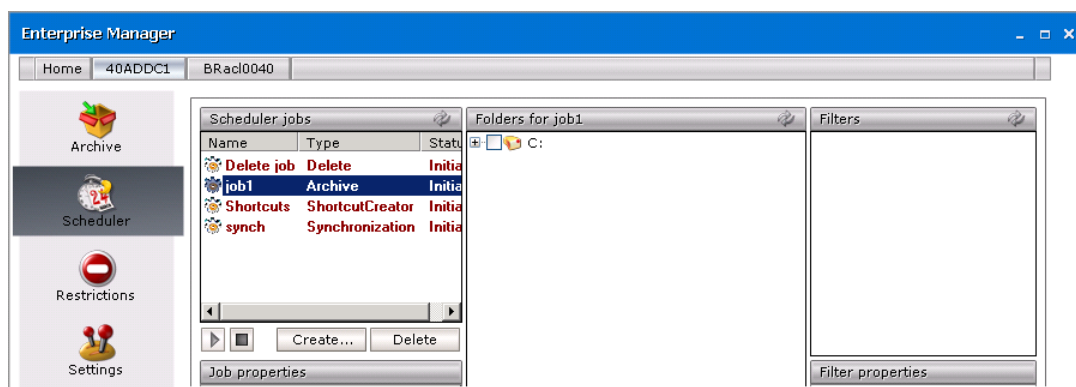 Enterprise Manager
Home 40ADDC1 BRacl0040
Archive
Scheduler
Restrictions
Settings
Scheduler jobs
Name Type Statu
Delete job Delete Initia
job1 Archive Initia
Shortcuts ShortcutCreator Initia
synch Synchronization Initia
Create... Delete
Job properties
Folders for job1
C:
Filters
Filter properties